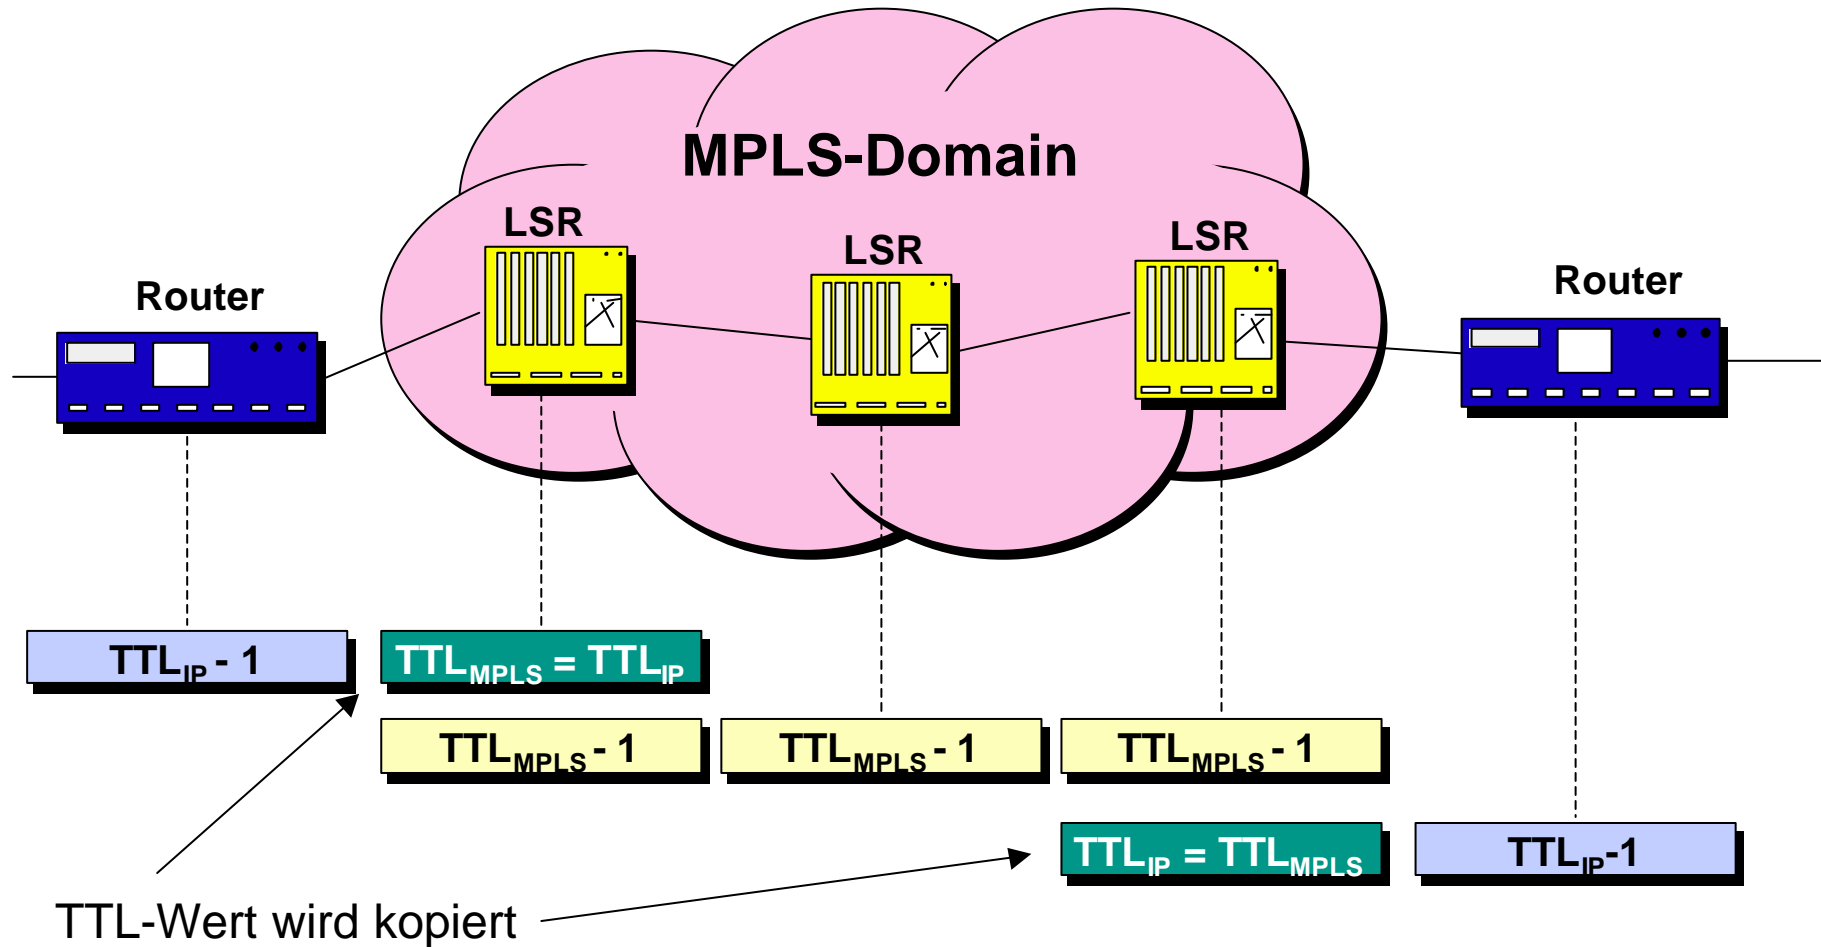 MPLS-Domain
LSR
LSR
LSR
Router
Router
TTLIP - 1
TTLMPLS = TTLIP
TTLMPLS - 1
TTLMPLS - 1
TTLMPLS - 1
TTLIP = TTLMPLS
TTLIP-1
TTL-Wert wird kopiert